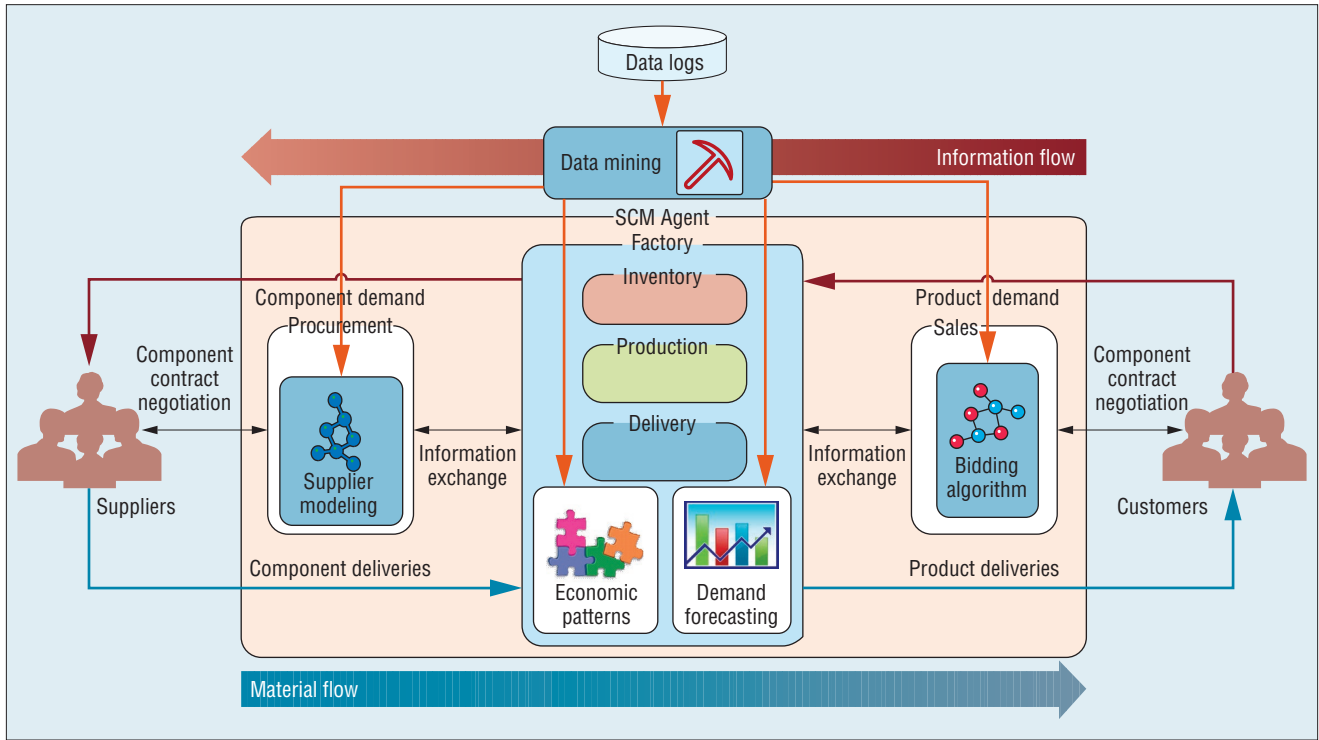 Data logs
Data mining
Information flow
SCM Agent
Factory
Inventory
Component demand
Product demand
Procurement
Sales
Production
Component
contract
negotiation
Component
contract
negotiation
Delivery
Supplier
modeling
Information
exchange
Information
exchange
Bidding
algorithm
Suppliers
Customers
Component deliveries
Product deliveries
Economic
patterns
Demand
forecasting
Material flow